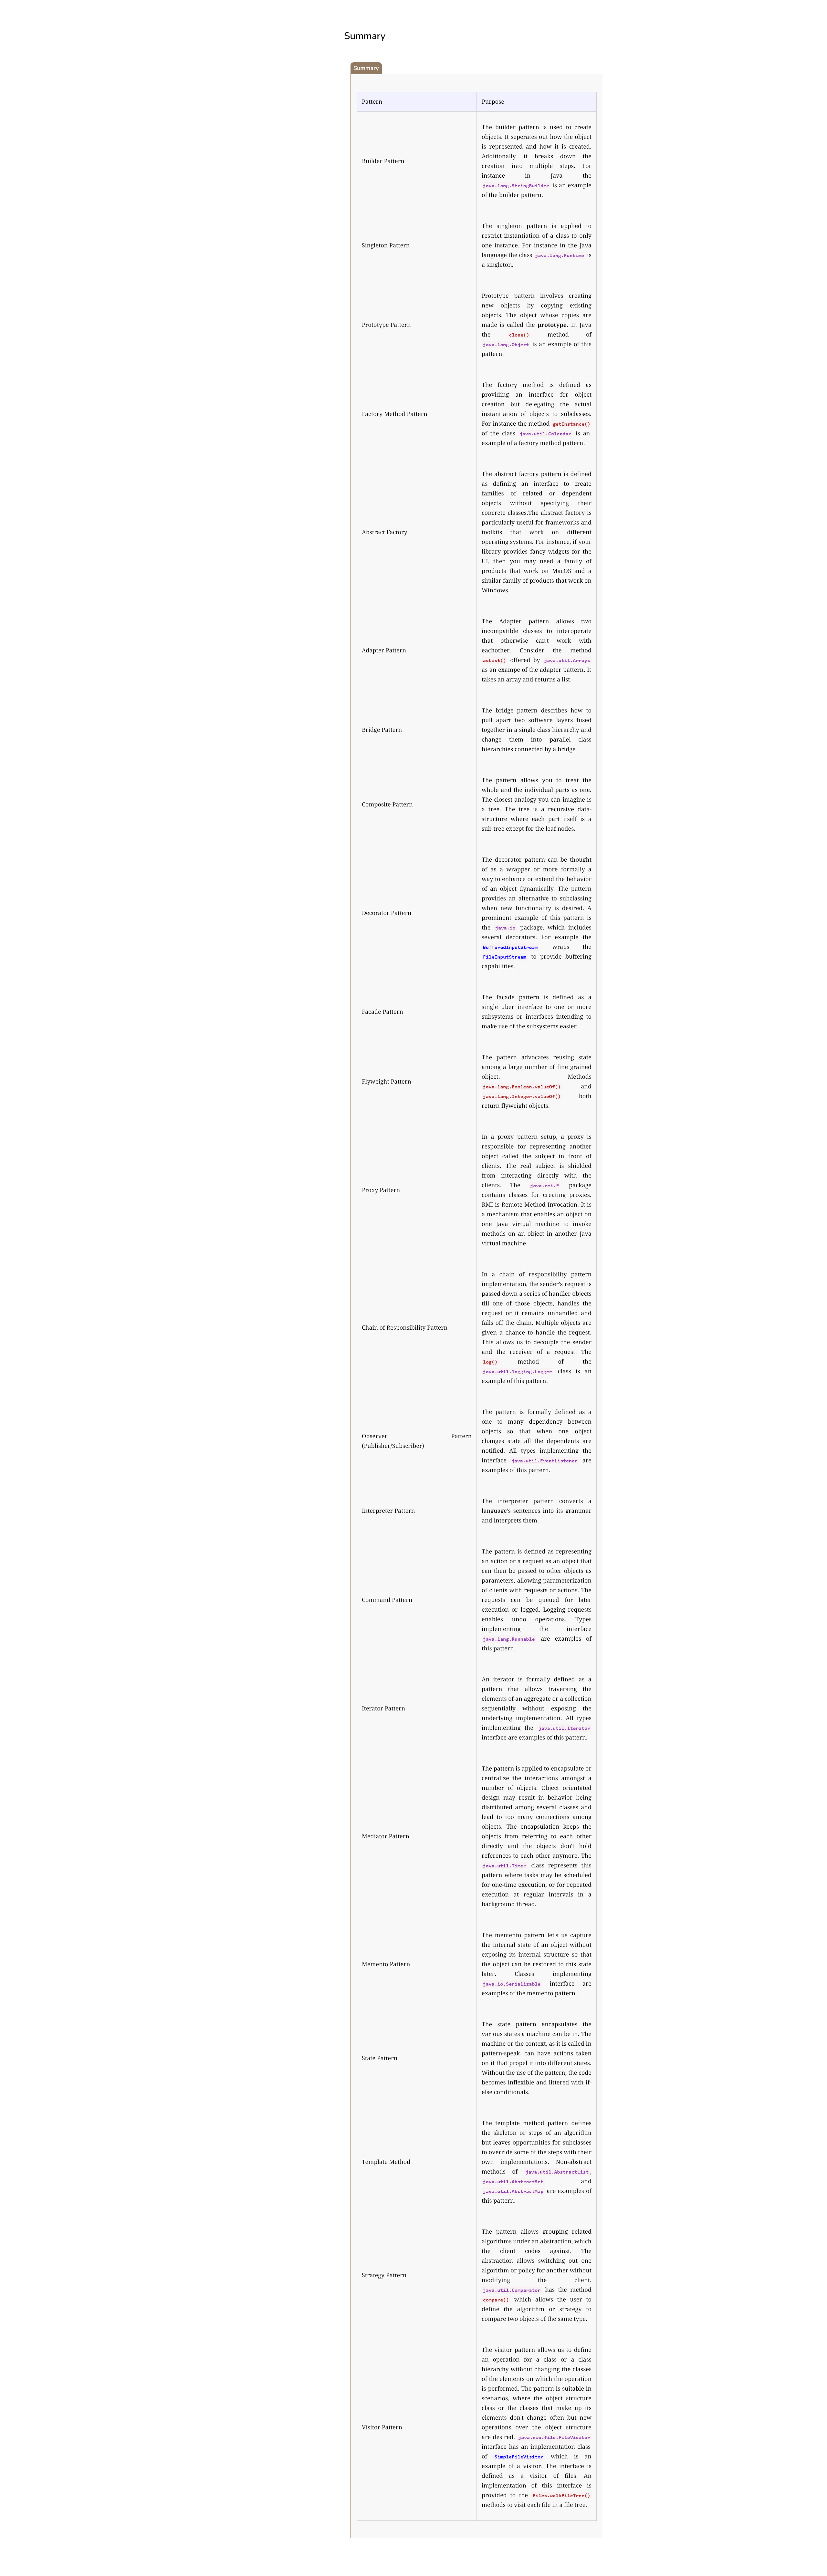 Summary
Summary
Pattern
Purpose
Builder Pattern
The builder pattern is used to create
objects. It seperates out how the object
is represented and how it is created.
Additionally, it breaks down the
creation into multiple steps. For
instance in Java the
java.lang.StringBuilder is an example
of the builder pattern.
Singleton Pattern
The singleton pattern is applied to
restrict instantiation of a class to only
one instance. For instance in the Java
language the class java.lang.Runtime is
a singleton.
Prototype Pattern
Prototype pattern involves creating
new objects by copying existing
objects. The object whose copies are
made is called the prototype. In Java
the clone() method of
java.lang.Object is an example of this
pattern.
Factory Method Pattern
The factory method is defined as
providing an interface for object
creation but delegating the actual
instantiation of objects to subclasses.
For instance the method getInstance()
of the class java.util.Calendar is an
example of a factory method pattern.
Abstract Factory
The abstract factory pattern is defined
as defining an interface to create
families of related or dependent
objects without specifying their
concrete classes.The abstract factory is
particularly useful for frameworks and
toolkits that work on different
operating systems. For instance, if your
library provides fancy widgets for the
UI, then you may need a family of
products that work on MacOS and a
similar family of products that work on
Windows.
Adapter Pattern
The Adapter pattern allows two
incompatible classes to interoperate
that otherwise can't work with
eachother. Consider the method
asList() offered by java.util.Arrays
as an exampe of the adapter pattern. It
takes an array and returns a list.
Bridge Pattern
The bridge pattern describes how to
pull apart two software layers fused
together in a single class hierarchy and
change them into parallel class
hierarchies connected by a bridge
Composite Pattern
The pattern allows you to treat the
whole and the individual parts as one.
The closest analogy you can imagine is
a tree. The tree is a recursive data-
structure where each part itself is a
sub-tree except for the leaf nodes.
Decorator Pattern
The decorator pattern can be thought
of as a wrapper or more formally a
way to enhance or extend the behavior
of an object dynamically. The pattern
provides an alternative to subclassing
when new functionality is desired. A
prominent example of this pattern is
the java.io package, which includes
several decorators. For example the
BufferedInputStream wraps the
FileInputStream to provide buffering
capabilities.
Facade Pattern
The facade pattern is defined as a
single uber interface to one or more
subsystems or interfaces intending to
make use of the subsystems easier
Flyweight Pattern
The pattern advocates reusing state
among a large number of fine grained
object. Methods
java.lang.Boolean.valueOf() and
java.lang.Integer.valueOf() both
return flyweight objects.
Proxy Pattern
In a proxy pattern setup, a proxy is
responsible for representing another
object called the subject in front of
clients. The real subject is shielded
from interacting directly with the
clients. The java.rmi.* package
contains classes for creating proxies.
RMI is Remote Method Invocation. It is
a mechanism that enables an object on
one Java virtual machine to invoke
methods on an object in another Java
virtual machine.
Chain of Responsibility Pattern
In a chain of responsibility pattern
implementation, the sender's request is
passed down a series of handler objects
till one of those objects, handles the
request or it remains unhandled and
falls off the chain. Multiple objects are
given a chance to handle the request.
This allows us to decouple the sender
and the receiver of a request. The
log() method of the
java.util.logging.Logger class is an
example of this pattern.
Observer Pattern
(Publisher/Subscriber)
The pattern is formally defined as a
one to many dependency between
objects so that when one object
changes state all the dependents are
notified. All types implementing the
interface java.util.EventListener are
examples of this pattern.
Interpreter Pattern
The interpreter pattern converts a
language's sentences into its grammar
and interprets them.
Command Pattern
The pattern is defined as representing
an action or a request as an object that
can then be passed to other objects as
parameters, allowing parameterization
of clients with requests or actions. The
requests can be queued for later
execution or logged. Logging requests
enables undo operations. Types
implementing the interface
java.lang.Runnable are examples of
this pattern.
Iterator Pattern
An iterator is formally defined as a
pattern that allows traversing the
elements of an aggregate or a collection
sequentially without exposing the
underlying implementation. All types
implementing the java.util.Iterator
interface are examples of this pattern.
Mediator Pattern
The pattern is applied to encapsulate or
centralize the interactions amongst a
number of objects. Object orientated
design may result in behavior being
distributed among several classes and
lead to too many connections among
objects. The encapsulation keeps the
objects from referring to each other
directly and the objects don't hold
references to each other anymore. The
java.util.Timer class represents this
pattern where tasks may be scheduled
for one-time execution, or for repeated
execution at regular intervals in a
background thread.
Memento Pattern
The memento pattern let's us capture
the internal state of an object without
exposing its internal structure so that
the object can be restored to this state
later. Classes implementing
java.io.Serializable interface are
examples of the memento pattern.
State Pattern
The state pattern encapsulates the
various states a machine can be in. The
machine or the context, as it is called in
pattern-speak, can have actions taken
on it that propel it into different states.
Without the use of the pattern, the code
becomes inflexible and littered with if-
else conditionals.
Template Method
The template method pattern defines
the skeleton or steps of an algorithm
but leaves opportunities for subclasses
to override some of the steps with their
own implementations. Non-abstract
methods of java.util.AbstractList,
java.util.AbstractSet and
java.util.AbstractMap are examples of
this pattern.
Strategy Pattern
The pattern allows grouping related
algorithms under an abstraction, which
the client codes against. The
abstraction allows switching out one
algorithm or policy for another without
modifying the client.
java.util.Comparator has the method
compare() which allows the user to
define the algorithm or strategy to
compare two objects of the same type.
Visitor Pattern
The visitor pattern allows us to define
an operation for a class or a class
hierarchy without changing the classes
of the elements on which the operation
is performed. The pattern is suitable in
scenarios, where the object structure
class or the classes that make up its
elements don't change often but new
operations over the object structure
are desired. java.nio.file.FileVisitor
interface has an implementation class
of SimpleFileVisitor which is an
example of a visitor. The interface is
defined as a visitor of files. An
implementation of this interface is
provided to the Files.walkFileTree()
methods to visit each file in a file tree.